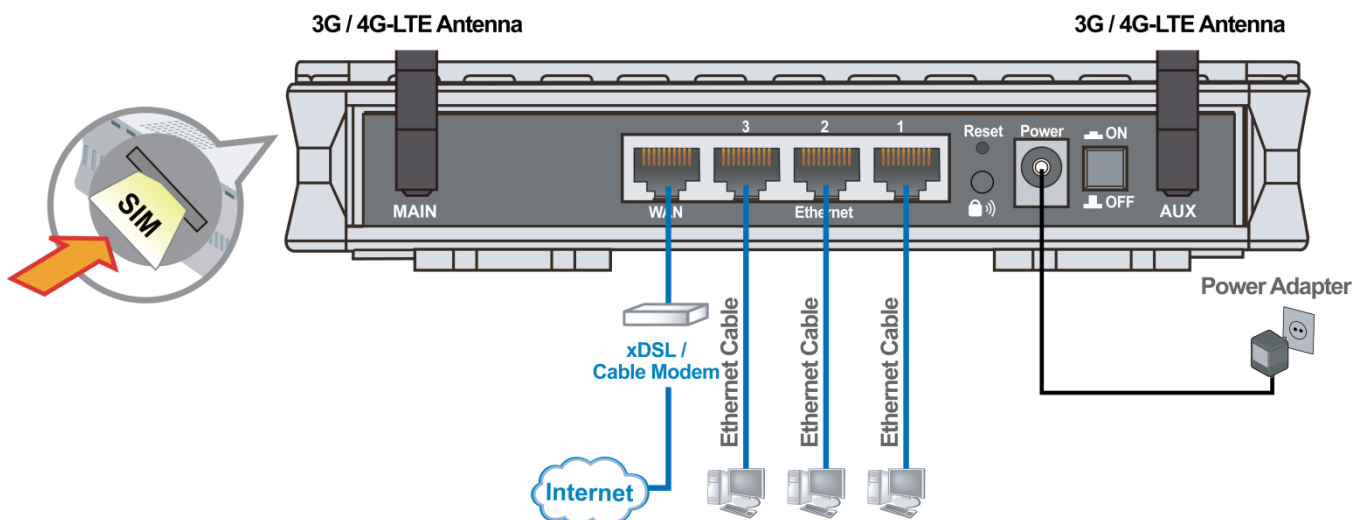 3G / 4G-LTE Antenna
3G / 4G-LTE Antenna
3
2
1
Reset
Power
ON
OFF
SIM
MAIN
WAN
Ethernet
AUX
Power Adapter
xDSL /
Cable Modem
Ethernet Cable
Ethernet Cable
Ethernet Cable
Internet